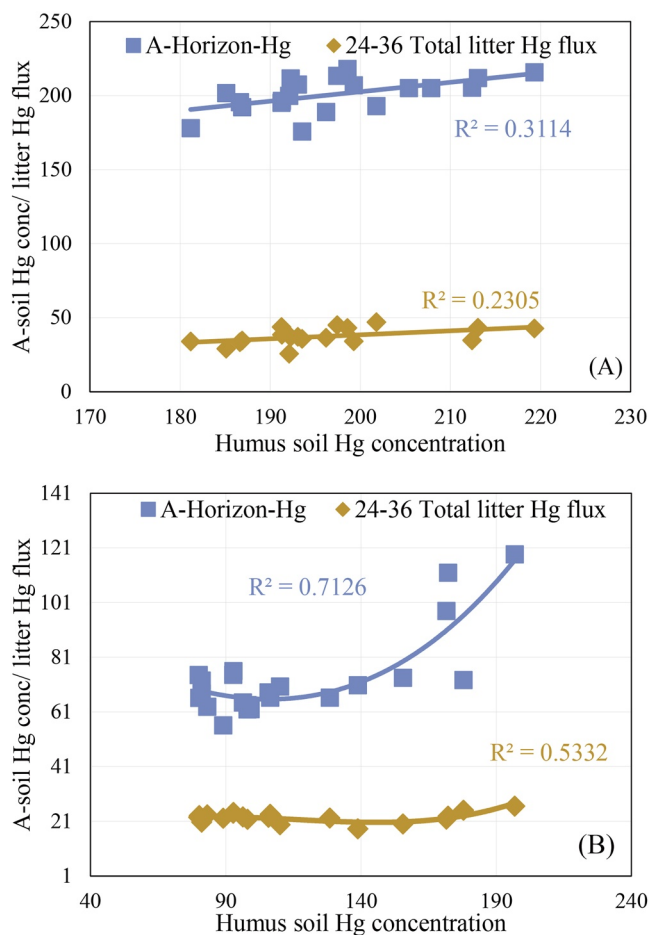 A-Horizon-Hg 24-36 Total litter Hg flux
250
200
150
100
50
0
R² = 0.3114
R² = 0.2305
(A)
A-soil Hg conc/ litter Hg flux
170 180 190 200 210 220 230
Humus soil Hg concentration
A-Horizon-Hg 24-36 Total litter Hg flux
141
121
101
81
61
41
21
1
R² = 0.7126
R² = 0.5332
(B)
A-soil Hg conc/ litter Hg flux
40 90 140 190 240
Humus soil Hg concentration